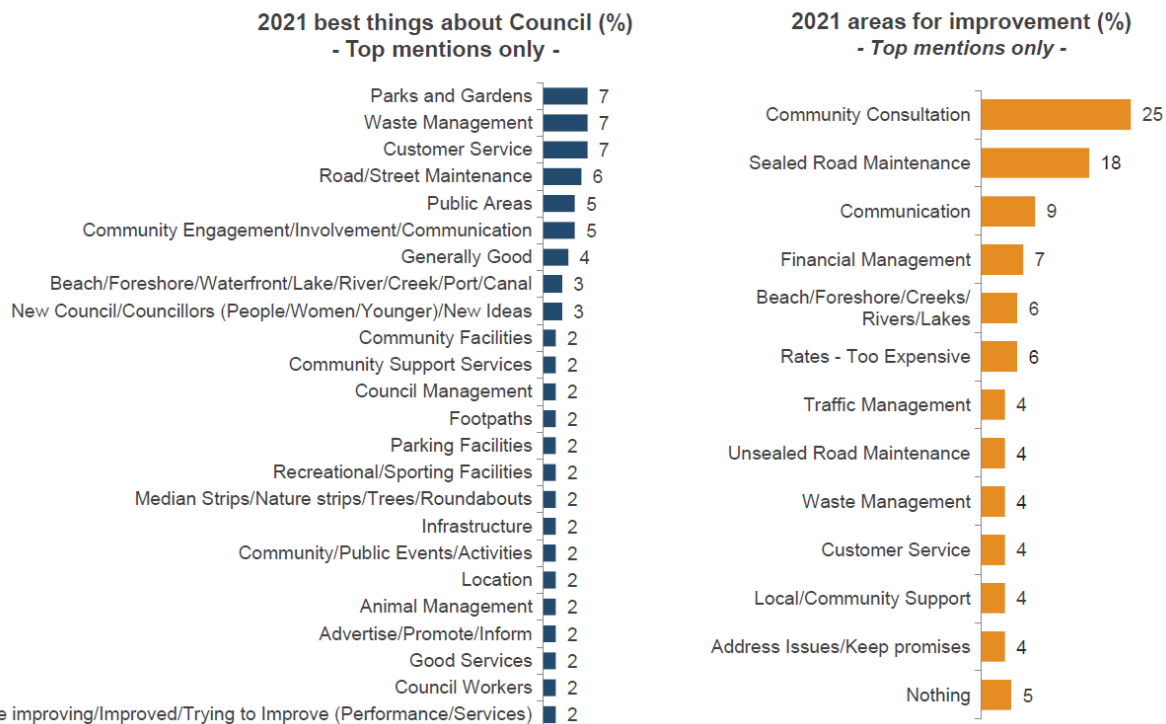 2021 best things about Council (%)
- Top mentions only -
Parks and Gardens 7
Waste Management 7
Customer Service 7
Road/Street Maintenance 6
Public Areas 5
Community Engagement/Involvement/Communication 5
Generally Good 4
Beach/Foreshore/Waterfront/Lake/River/Creek/Port/Canal 3
New Council/Councillors (People/Women/Younger)/New Ideas 3
Community Facilities 2
Community Support Services 2
Council Management 2
Footpaths 2
Parking Facilities 2
Recreational/Sporting Facilities 2
Median Strips/Nature strips/Trees/Roundabouts 2
Infrastructure 2
Community/Public Events/Activities 2
Location 2
Animal Management 2
Advertise/Promote/Inform 2
Good Services 2
Council Workers 2
e improving/Improved/Trying to Improve (Performance/Services) 2
2021 areas for improvement (%)
- Top mentions only -
Community Consultation 25
Sealed Road Maintenance 18
Communication 9
Financial Management 7
Beach/Foreshore/Creeks/
Rivers/Lakes 6
Rates - Too Expensive 6
Traffic Management 4
Unsealed Road Maintenance 4
Waste Management 4
Customer Service 4
Local/Community Support 4
Address Issues/Keep promises 4
Nothing 5